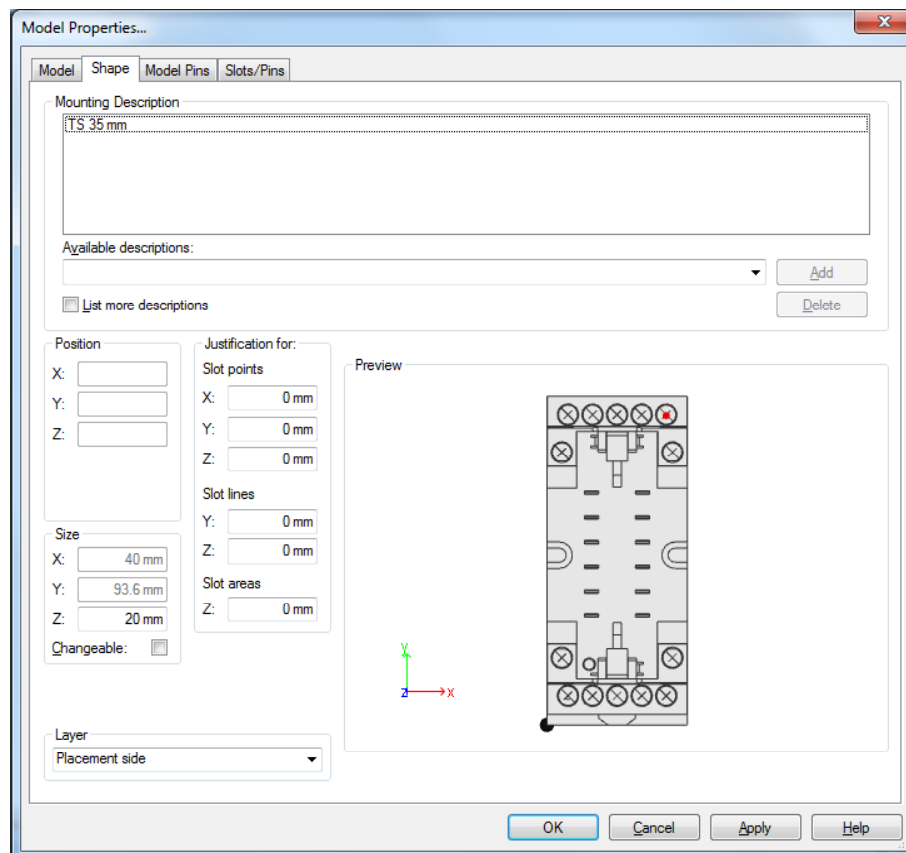 Model Properties...
Model Shape Model Pins Slots/Pins
Mounting Description
TS 35 mm
Available descriptions:
Add
List more descriptions
Delete
Position
X:
Y:
Z:
Size
X: 40 mm
Y: 93.6 mm
Z: 20 mm
Changeable:
Justification for:
Slot points
X: 0 mm
Y: 0 mm
Z: 0 mm
Slot lines
Y: 0 mm
Z: 0 mm
Slot areas
Z: 0 mm
Preview
y
z x
Layer
Placement side
OK Cancel Apply Help